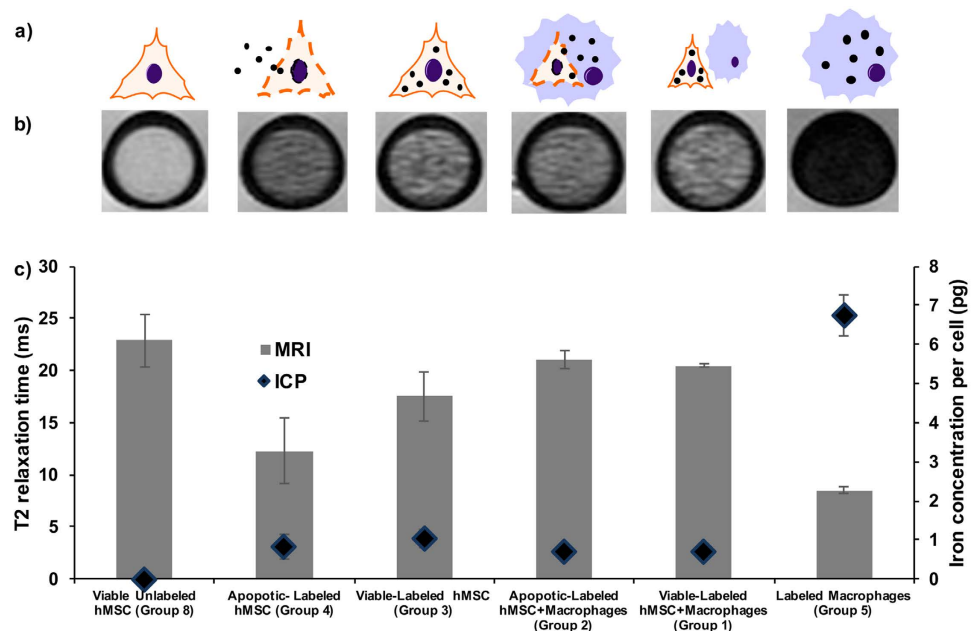 a)
b)
c)
30
25
20
15
10
5
0
T2 relaxation time (ms)
MRI
ICP
8
7
6
5
4
3
2
1
0
Iron concentration per cell (pg)
Viable Unlabeled
hMSC (Group 8)
Apopotic- Labeled
hMSC (Group 4)
Viable-Labeled hMSC
(Group 3)
Apopotic-Labeled
hMSC+Macrophages
(Group 2)
Viable-Labeled
hMSC+Macrophages
(Group 1)
Labeled Macrophages
(Group 5)